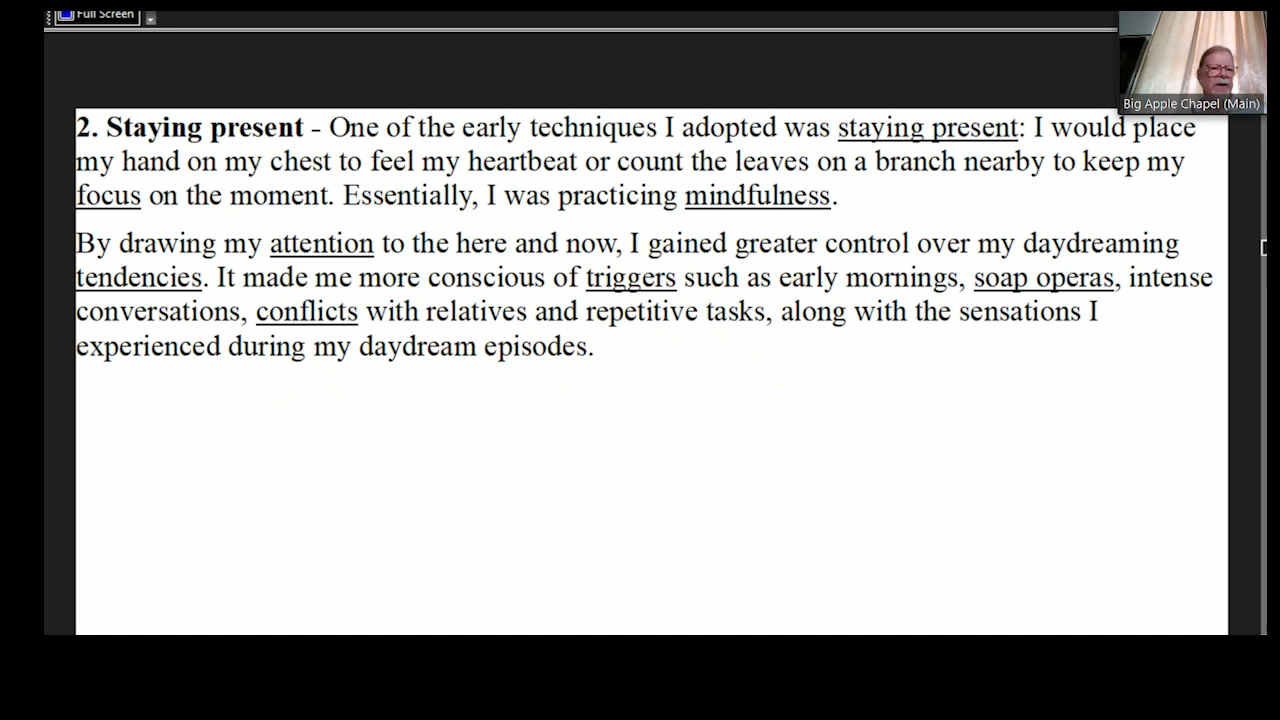 Full Screen
Big Apple Chapel (Main)
2. Staying present - One of the early techniques I adopted was staying present: I would place
my hand on my chest to feel my heartbeat or count the leaves on a branch nearby to keep my
focus on the moment. Essentially, I was practicing mindfulness.
By drawing my attention to the here and now, I gained greater control over my daydreaming
tendencies. It made me more conscious of triggers such as early mornings, soap operas, intense
conversations, conflicts with relatives and repetitive tasks, along with the sensations I
experienced during my daydream episodes.